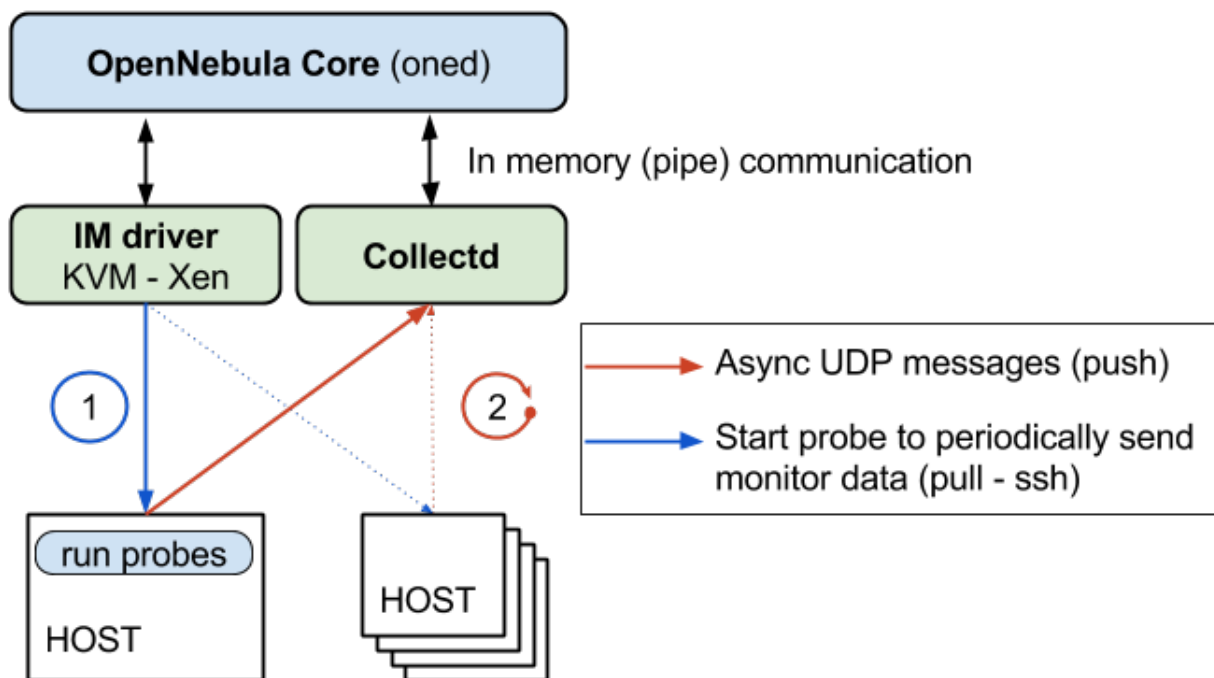 OpenNebula Core (oned)
In memory (pipe) communication
IM driver
KVM - Xen
Collectd
1
2
Async UDP messages (push)
Start probe to periodically send
monitor data (pull - ssh)
run probes
HOST
HOST